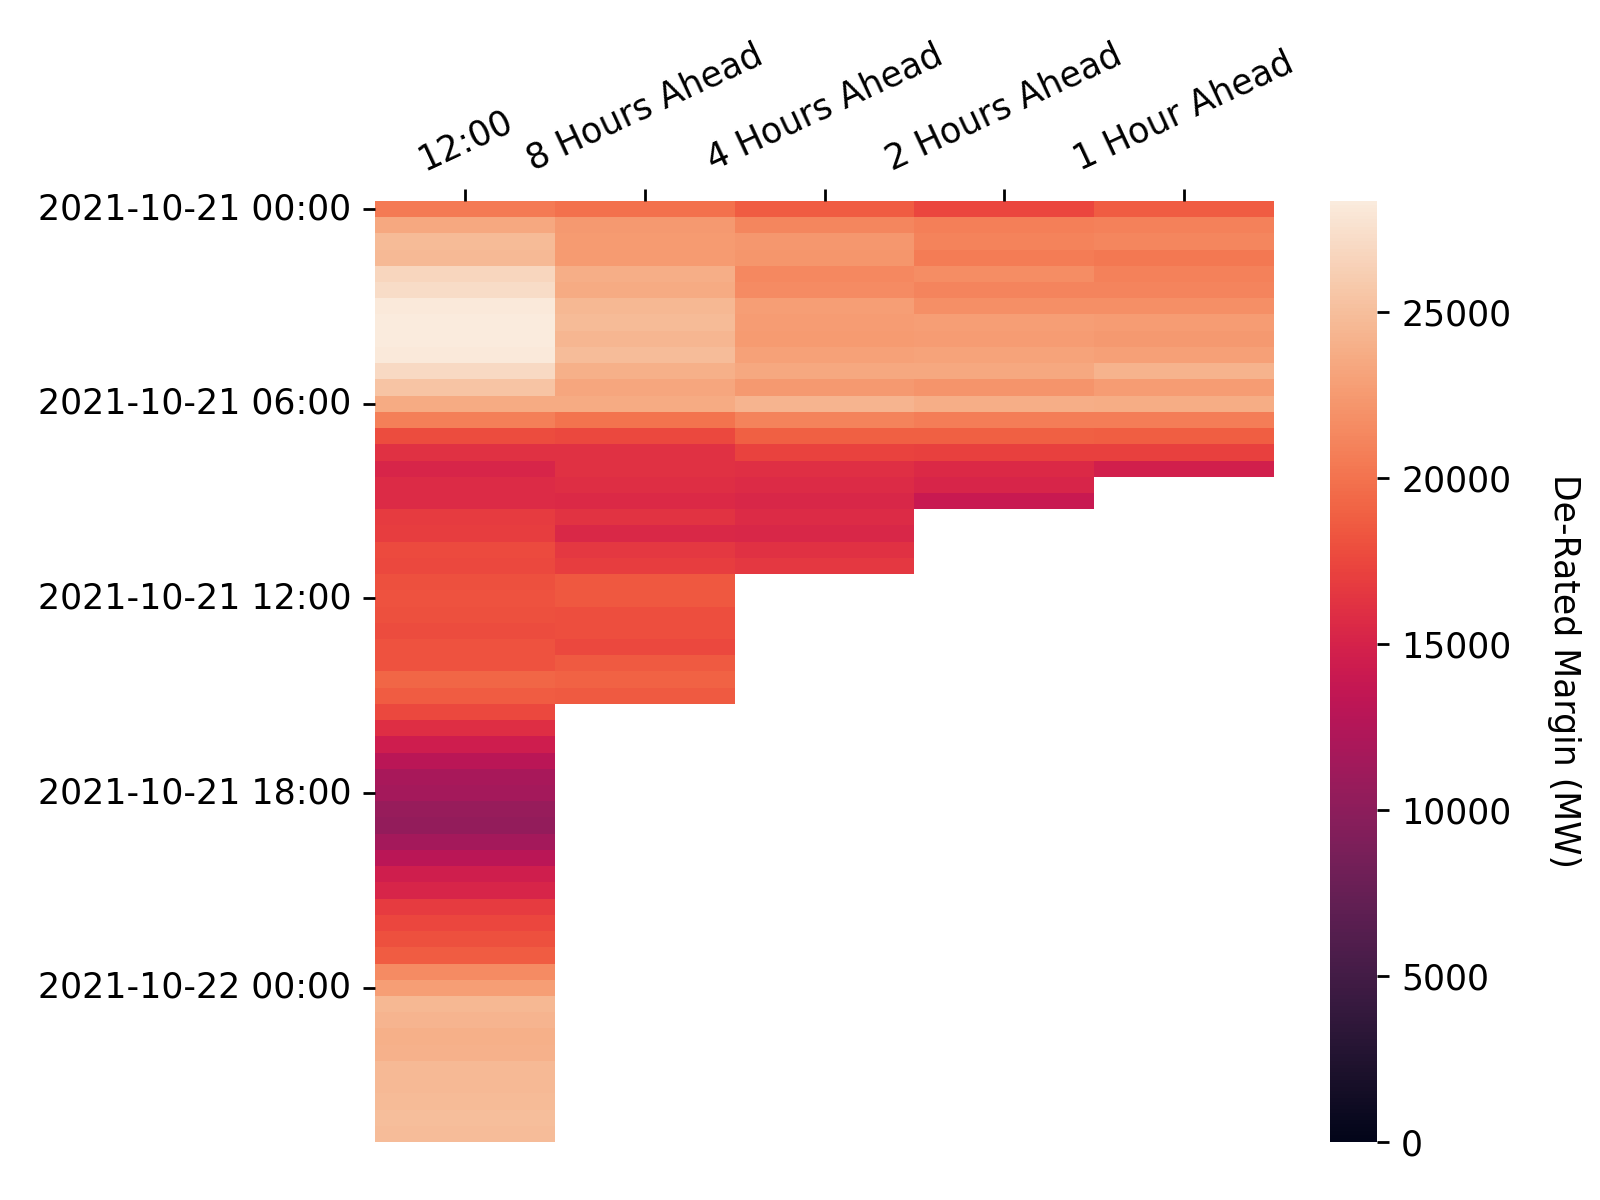 12:00
8 Hours Ahead
4 Hours Ahead
2 Hours Ahead
1 Hour Ahead
2021-10-21 00:00
2021-10-21 06:00
2021-10-21 12:00
2021-10-21 18:00
2021-10-22 00:00
25000
20000
15000
10000
5000
0
De-Rated Margin (MW)